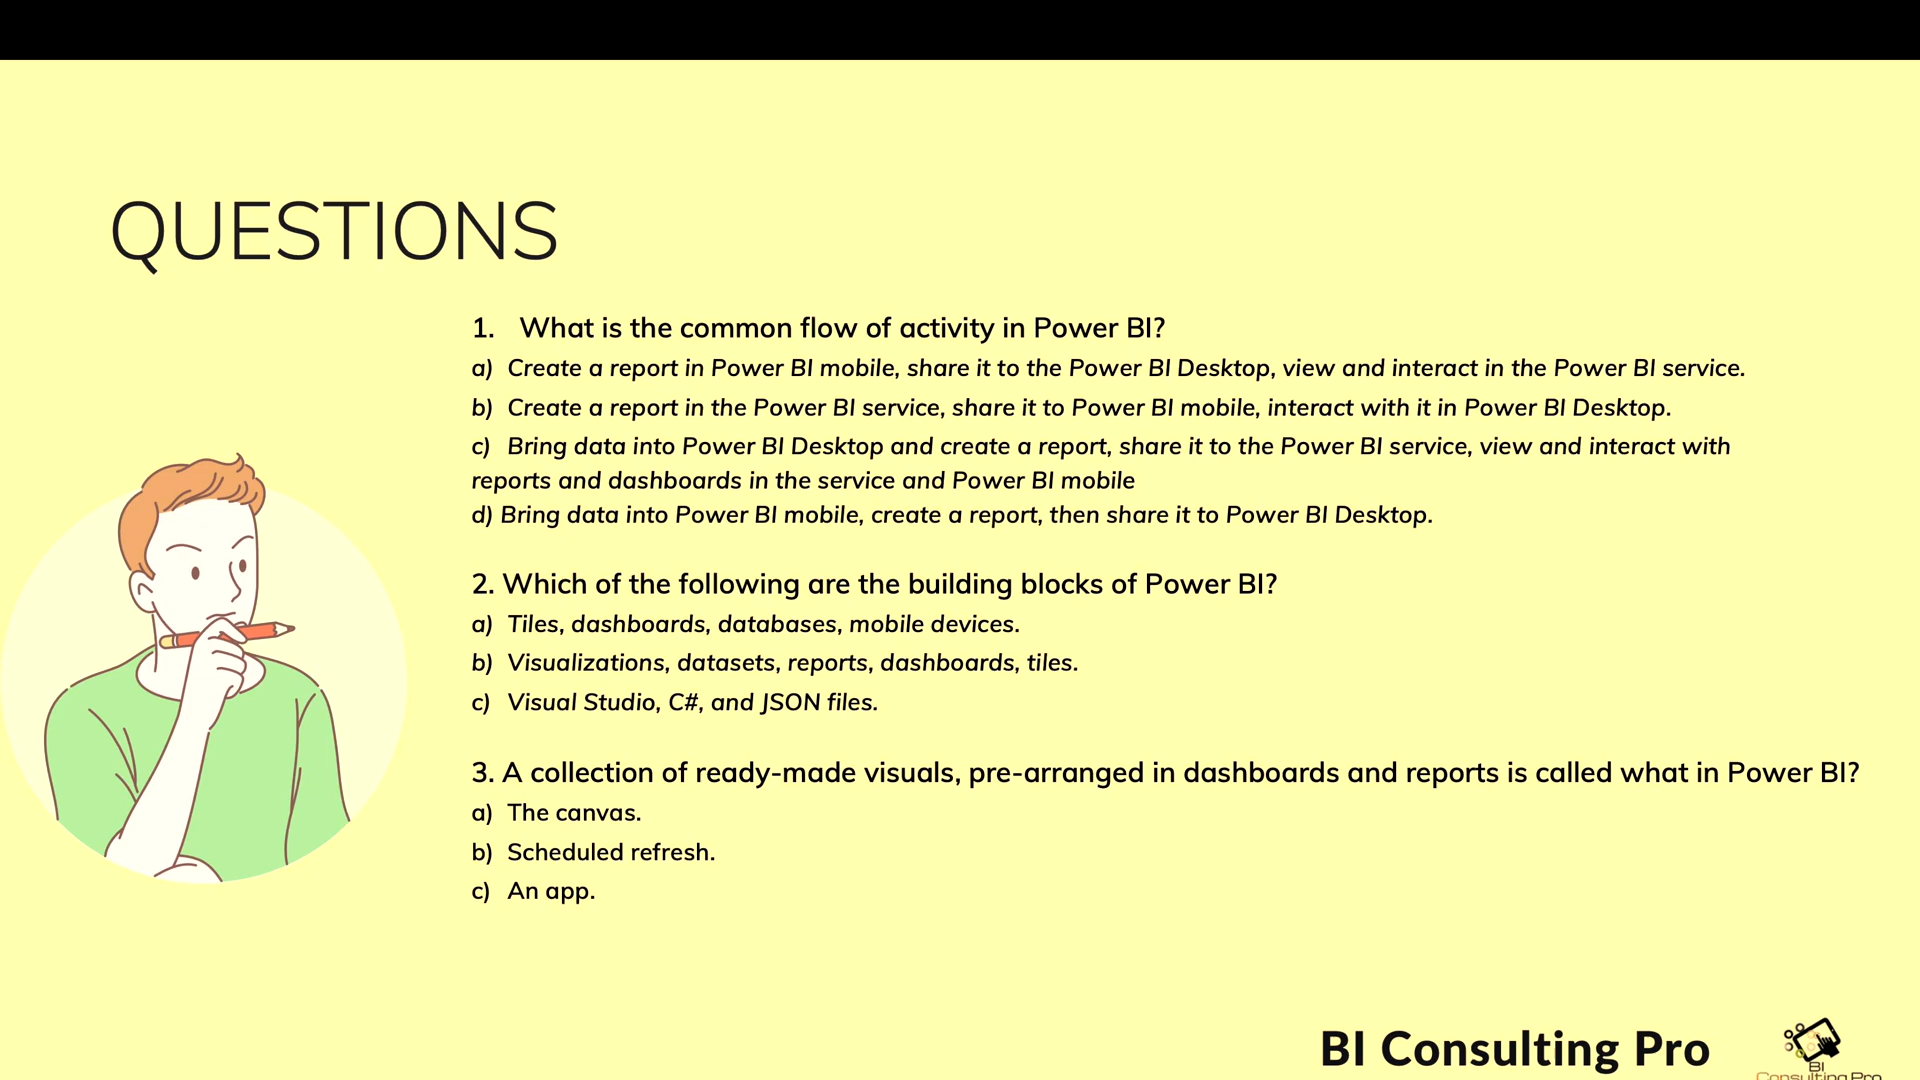 QUESTIONS
1. What is the common flow of activity in Power BI?
a) Create a report in Power BI mobile, share it to the Power BI Desktop, view and interact in the Power BI service.
b) Create a report in the Power BI service, share it to Power BI mobile, interact with it in Power BI Desktop.
c) Bring data into Power BI Desktop and create a report, share it to the Power BI service, view and interact with
reports and dashboards in the service and Power BI mobile
d) Bring data into Power BI mobile, create a report, then share it to Power BI Desktop.
2. Which of the following are the building blocks of Power BI?
a) Tiles, dashboards, databases, mobile devices.
b) Visualizations, datasets, reports, dashboards, tiles.
c) Visual Studio, C#, and JSON files.
3. A collection of ready-made visuals, pre-arranged in dashboards and reports is called what in Power BI?
a) The canvas.
b) Scheduled refresh.
c) An app.
BI Consulting Pro
BI
Consulting Pro